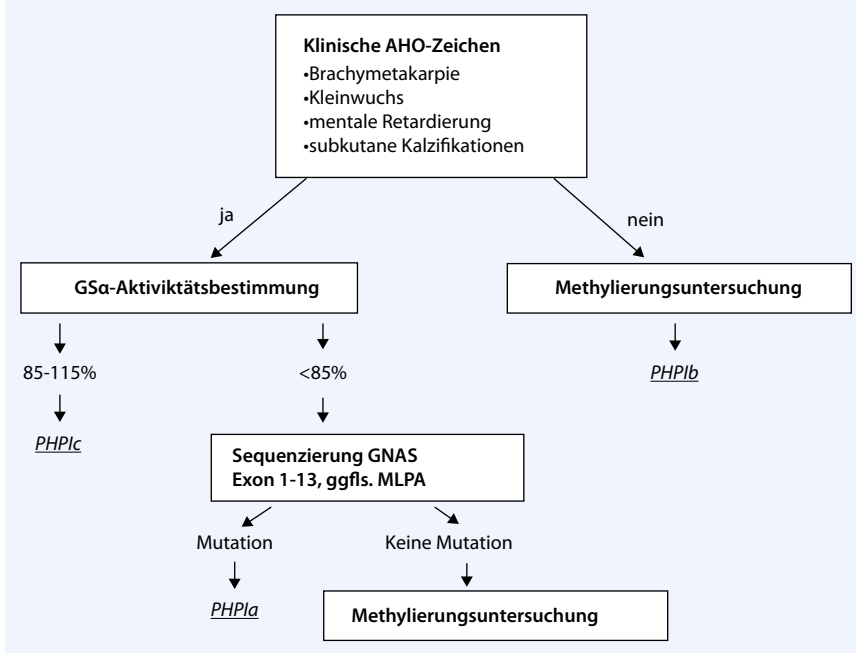 Klinische AHO-Zeichen
•Brachymetakarpie
•Kleinwuchs
•mentale Retardierung
•subkutane Kalzifikationen
ja
nein
GSα-Aktiviktätsbestimmung
Methylierungsuntersuchung
85-115%
<85%
PHPIb
PHPIc
Sequenzierung GNAS
Exon 1-13, ggfls. MLPA
Mutation
Keine Mutation
PHPIa
Methylierungsuntersuchung